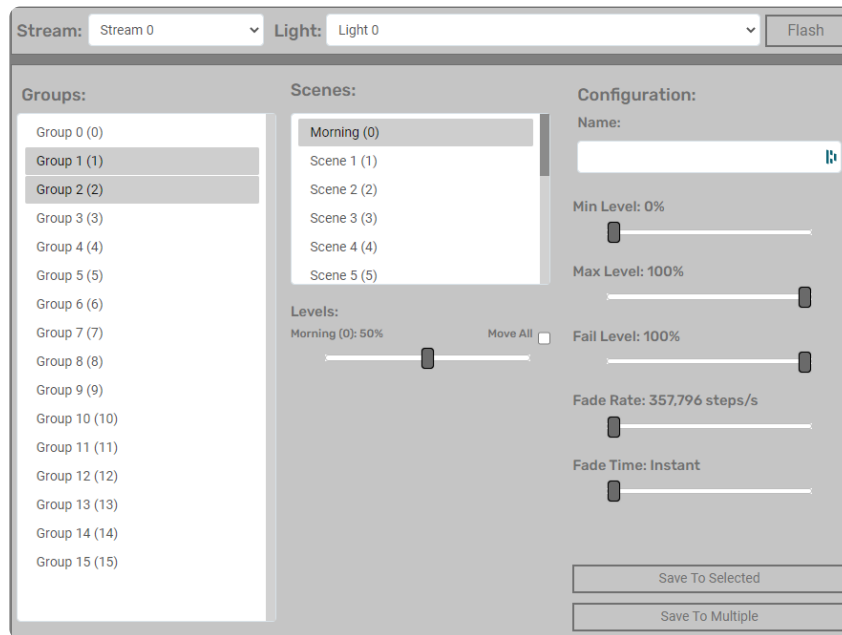 Stream: Stream 0 Light: Light 0 Flash
Groups:
Group 0 (0)
Group 1 (1)
Group 2 (2)
Group 3 (3)
Group 4 (4)
Group 5 (5)
Group 6 (6)
Group 7 (7)
Group 8 (8)
Group 9 (9)
Group 10 (10)
Group 11 (11)
Group 12 (12)
Group 13 (13)
Group 14 (14)
Group 15 (15)
Scenes:
Morning (0)
Scene 1 (1)
Scene 2 (2)
Scene 3 (3)
Scene 4 (4)
Scene 5 (5)
Levels:
Morning (0): 50% Move All
Configuration:
Name:
Min Level: 0%
Max Level: 100%
Fail Level: 100%
Fade Rate: 357,796 steps/s
Fade Time: Instant
Save To Selected
Save To Multiple